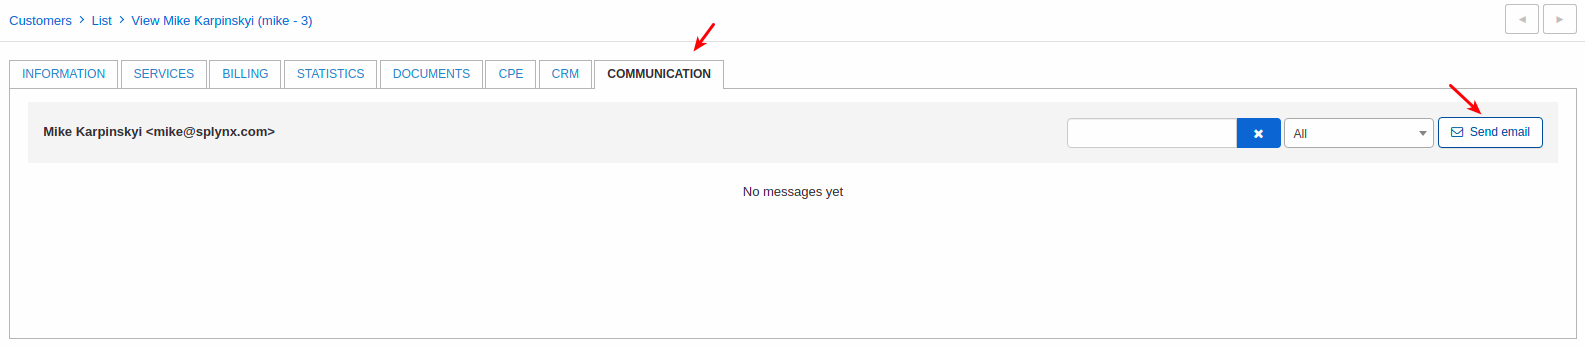 Customers > List > View Mike Karpinskyi (mike - 3)
INFORMATION SERVICES BILLING STATISTICS DOCUMENTS CPE CRM COMMUNICATION
Mike Karpinskyi <mike@splynx.com> All Send email
No messages yet